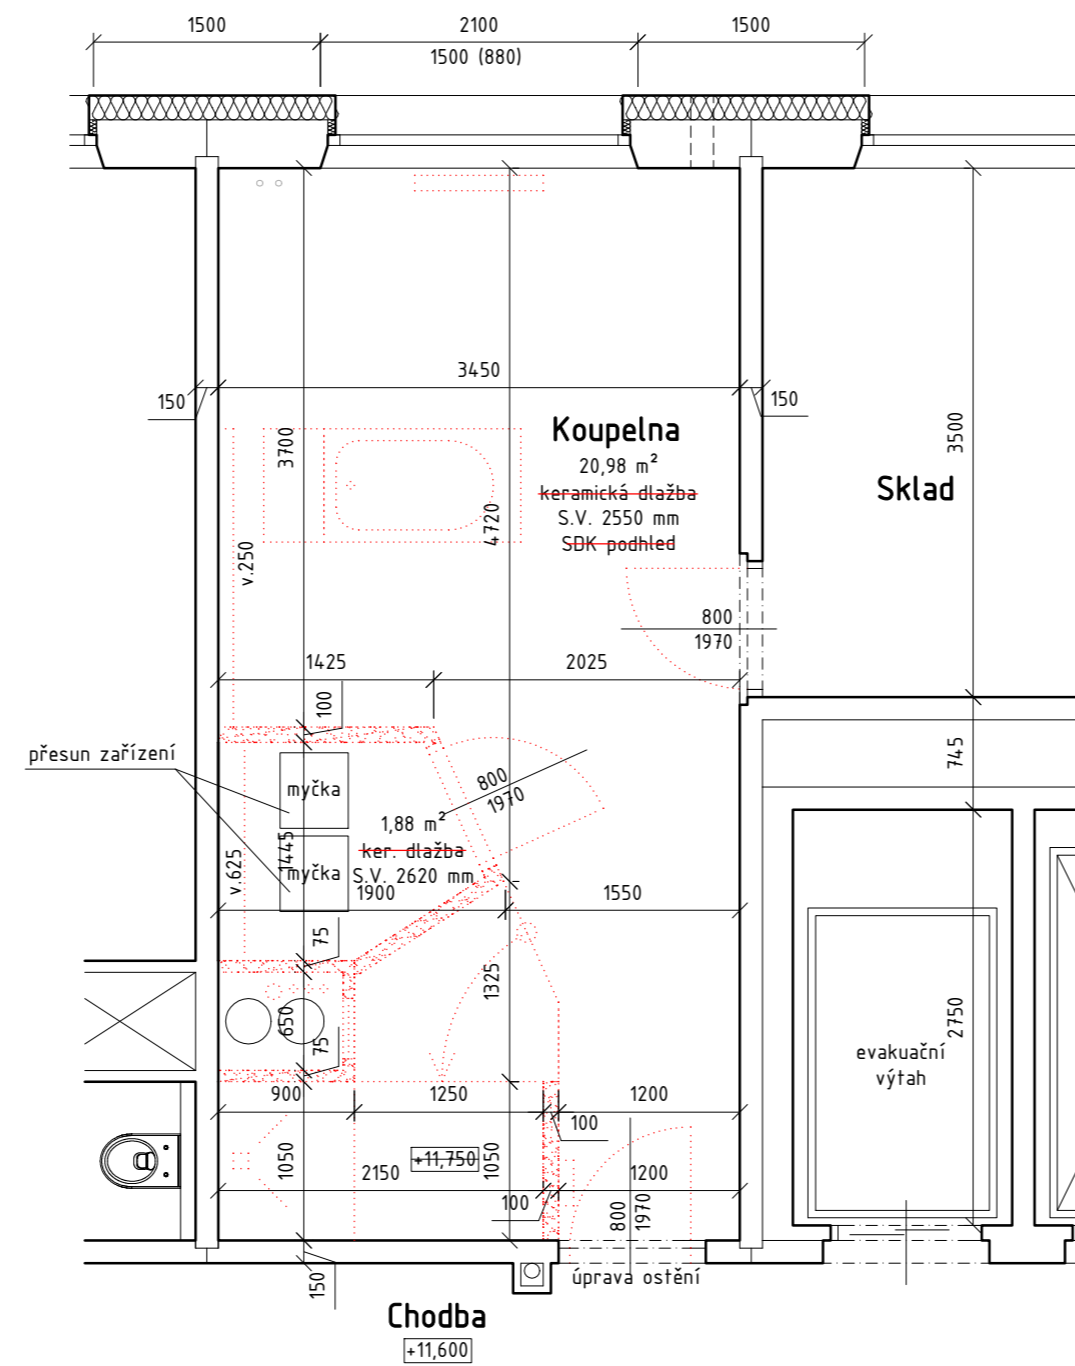 1500
2100
1500
1500 (880)
3450
150
150
3700
3500
Koupelna
20,98 m²
keramická dlažba
S.V. 2550 mm
SDK podhled
Sklad
4720
v.250
800
1970
1425
2025
100
přesun zařízení
745
800
1970
myčka
1,88 m²
ker. dlažba
S.V. 2620 mm
1445
myčka
v.625
1900
1550
75
1325
650
75
2750
evakuační
výtah
900
1250
1200
100
1050
+11,750
1050
2150
1200
100
800
1970
150
úprava ostění
Chodba
+11,600